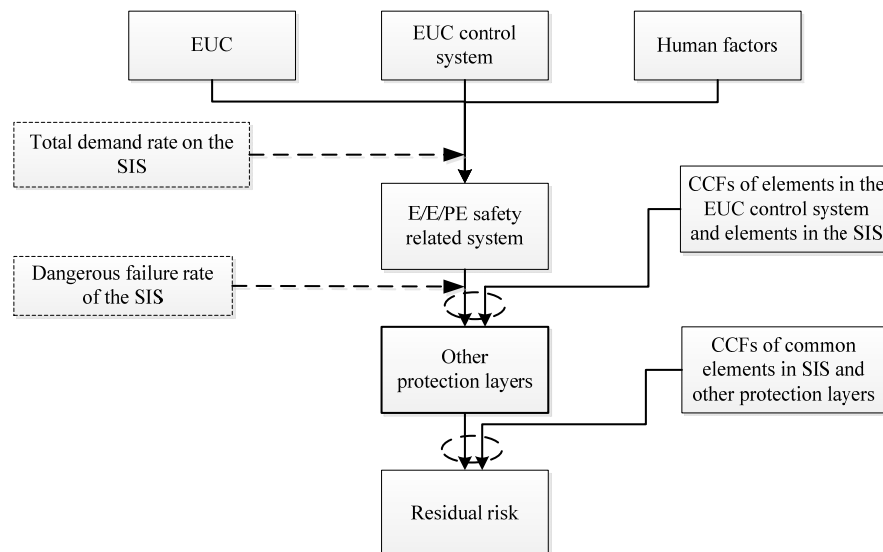 EUC
EUC control
system
Human factors
Total demand rate on the
SIS
CCFs of elements in the
EUC control system
and elements in the SIS
E/E/PE safety
related system
Dangerous failure rate
of the SIS
Other
protection layers
CCFs of common
elements in SIS and
other protection layers
Residual risk